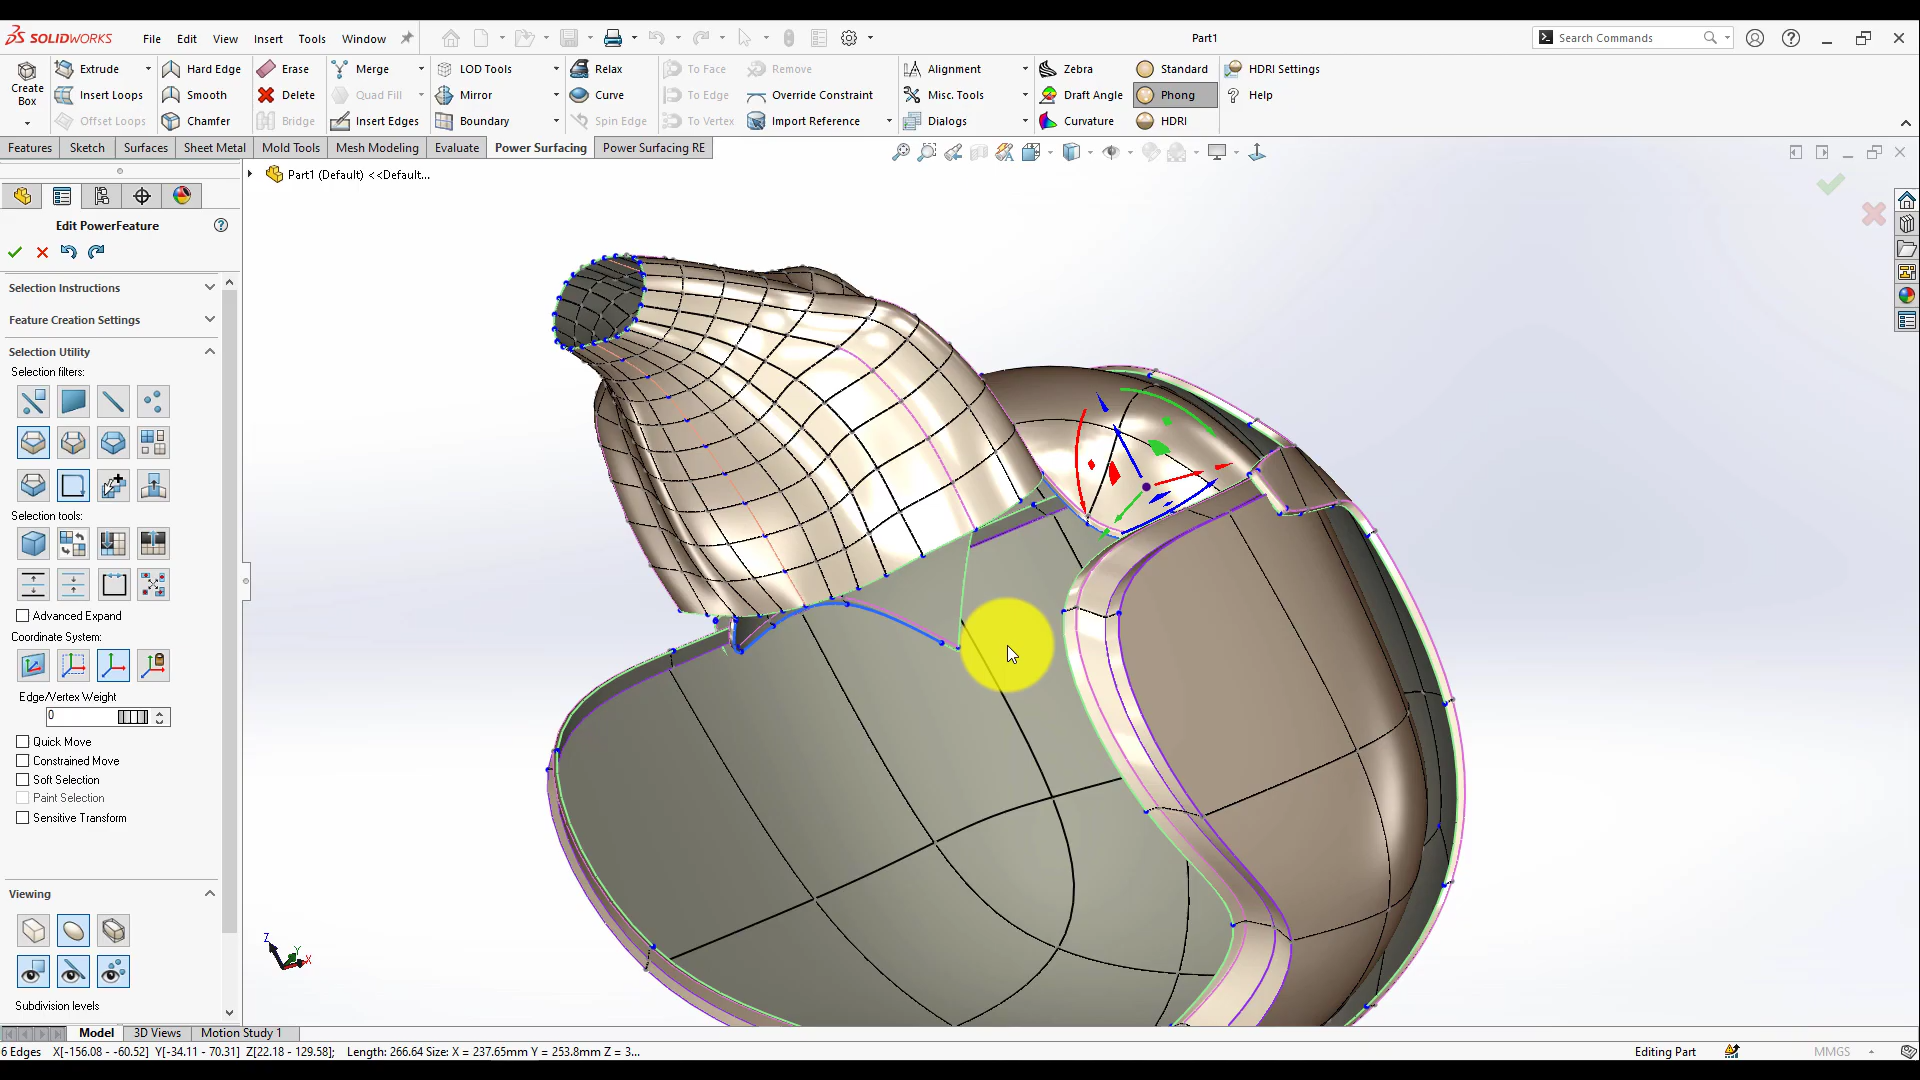 SOLIDWORKS File Edit View Insert Tools Window Part1 Search Commands
Create Box Extrude Hard Edge Erase Merge LOD Tools Relax To Face Remove Alignment Zebra Standard HDRI Settings
Insert Loops Smooth Delete Quad Fill Mirror Curve To Edge Override Constraint Misc. Tools Draft Angle Phong Help
Offset Loops Chamfer Bridge Insert Edges Boundary Spin Edge To Vertex Import Reference Dialogs Curvature HDRI
Features Sketch Surfaces Sheet Metal Mold Tools Mesh Modeling Evaluate Power Surfacing Power Surfacing RE
Part1 (Default) <<Default...
Edit PowerFeature
Selection Instructions
Feature Creation Settings
Selection Utility
Selection filters:
Selection tools:
Advanced Expand
Coordinate System:
Edge/Vertex Weight
0
Quick Move
Constrained Move
Soft Selection
Paint Selection
Sensitive Transform
Viewing
Subdivision levels
Z Y X
Model 3D Views Motion Study 1
6 Edges X[-156.08 - -60.52] Y[-34.11 - 70.31] Z[22.18 - 129.58]; Length: 266.64 Size: X = 237.65mm Y = 253.8mm Z = 3... Editing Part MMGS